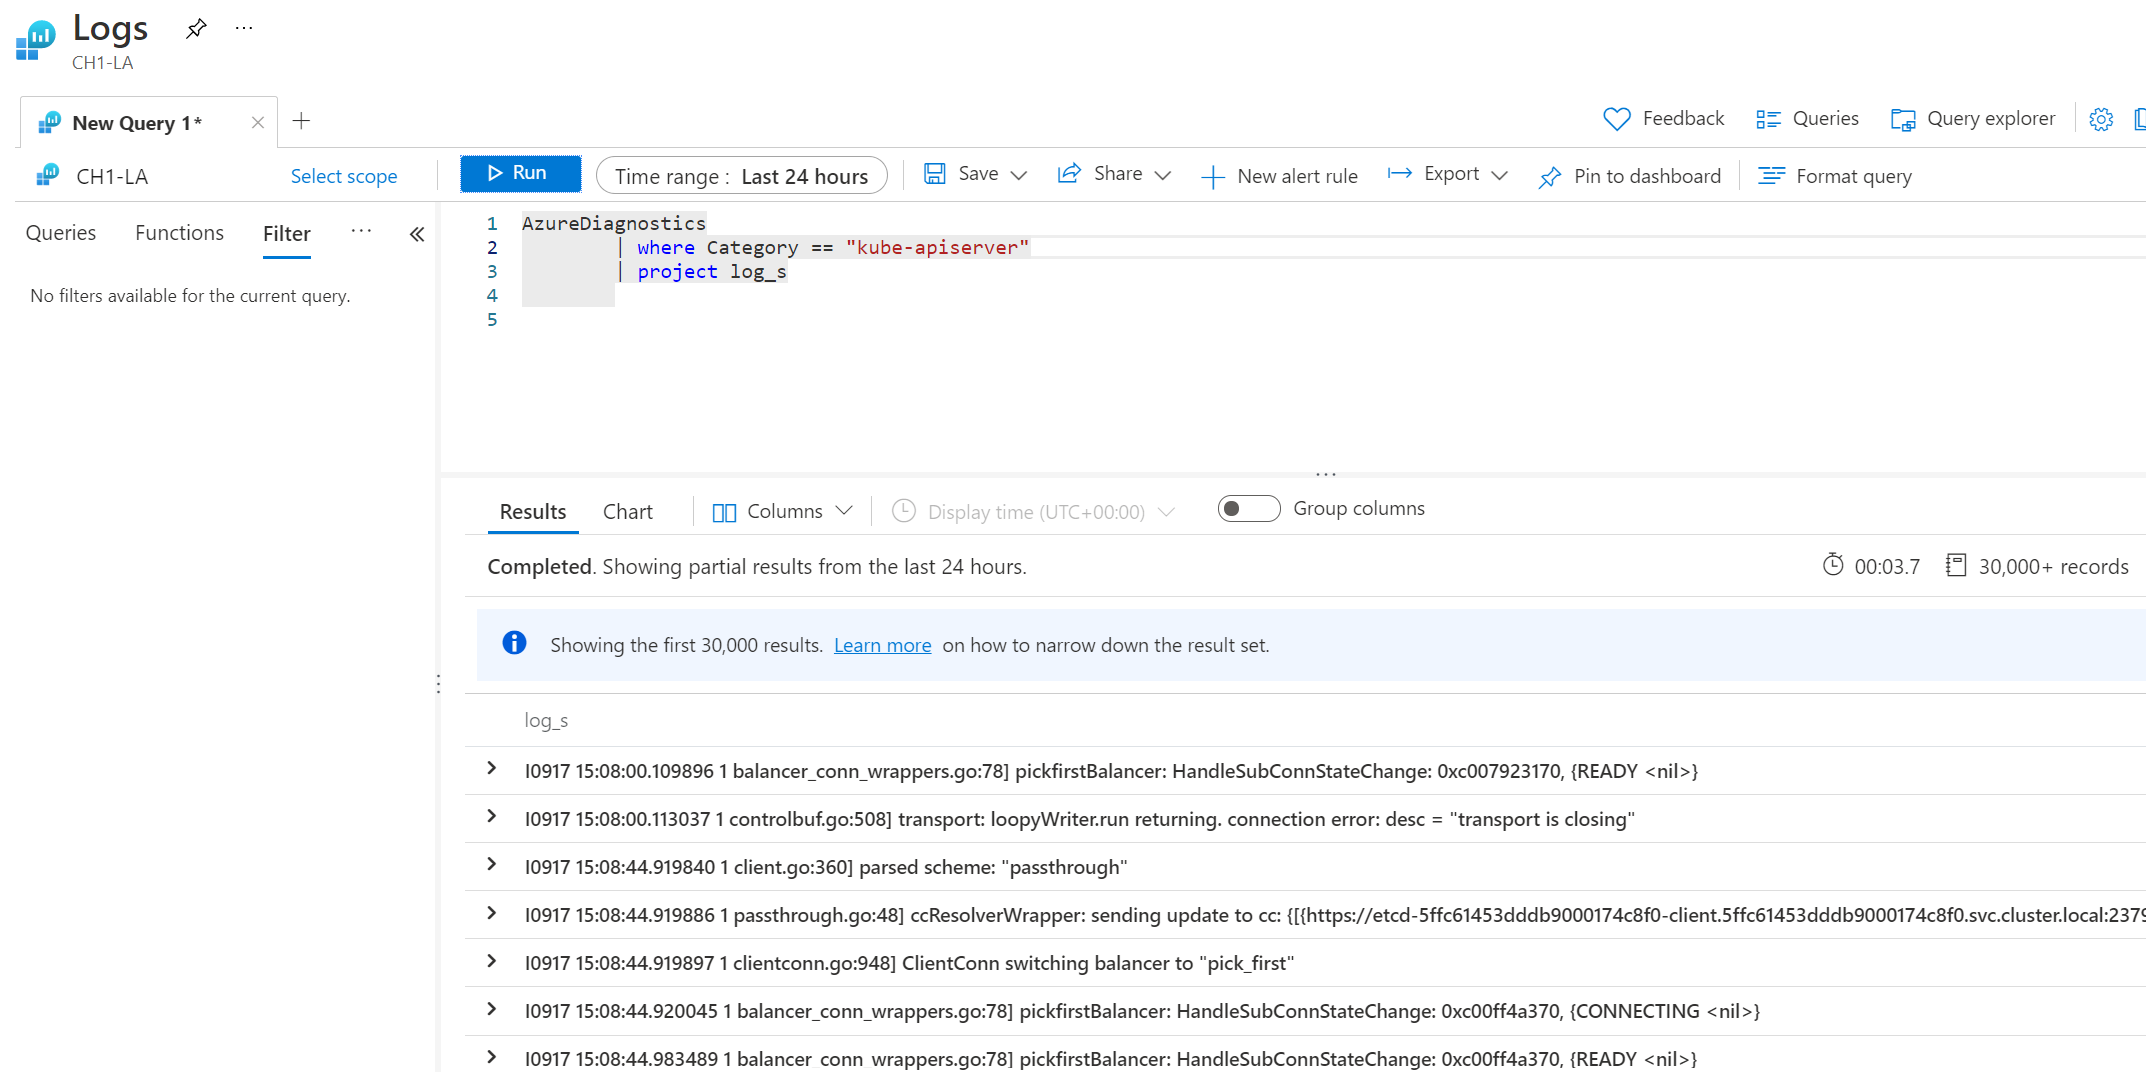 Logs
CH1-LA
New Query 1*
Feedback
Queries
Query explorer
CH1-LA
Select scope
Run
Time range : Last 24 hours
Save
Share
New alert rule
Export
Pin to dashboard
Format query
Queries
Functions
Filter
No filters available for the current query.
1 AzureDiagnostics
2 | where Category == "kube-apiserver"
3 | project log_s
4
5
Results
Chart
Columns
Display time (UTC+00:00)
Group columns
Completed. Showing partial results from the last 24 hours.
00:03.7
30,000+ records
Showing the first 30,000 results. Learn more on how to narrow down the result set.
log_s
I0917 15:08:00.109896 1 balancer_conn_wrappers.go:78] pickfirstBalancer: HandleSubConnStateChange: 0xc007923170, {READY <nil>}
I0917 15:08:00.113037 1 controlbuf.go:508] transport: loopyWriter.run returning. connection error: desc = "transport is closing"
I0917 15:08:44.919840 1 client.go:360] parsed scheme: "passthrough"
I0917 15:08:44.919886 1 passthrough.go:48] ccResolverWrapper: sending update to cc: {[{https://etcd-5ffc61453dddb9000174c8f0-client.5ffc61453dddb9000174c8f0.svc.cluster.local:2379
I0917 15:08:44.919897 1 clientconn.go:948] ClientConn switching balancer to "pick_first"
I0917 15:08:44.920045 1 balancer_conn_wrappers.go:78] pickfirstBalancer: HandleSubConnStateChange: 0xc00ff4a370, {CONNECTING <nil>}
I0917 15:08:44.983489 1 balancer_conn_wrappers.go:78] pickfirstBalancer: HandleSubConnStateChange: 0xc00ff4a370, {READY <nil>}